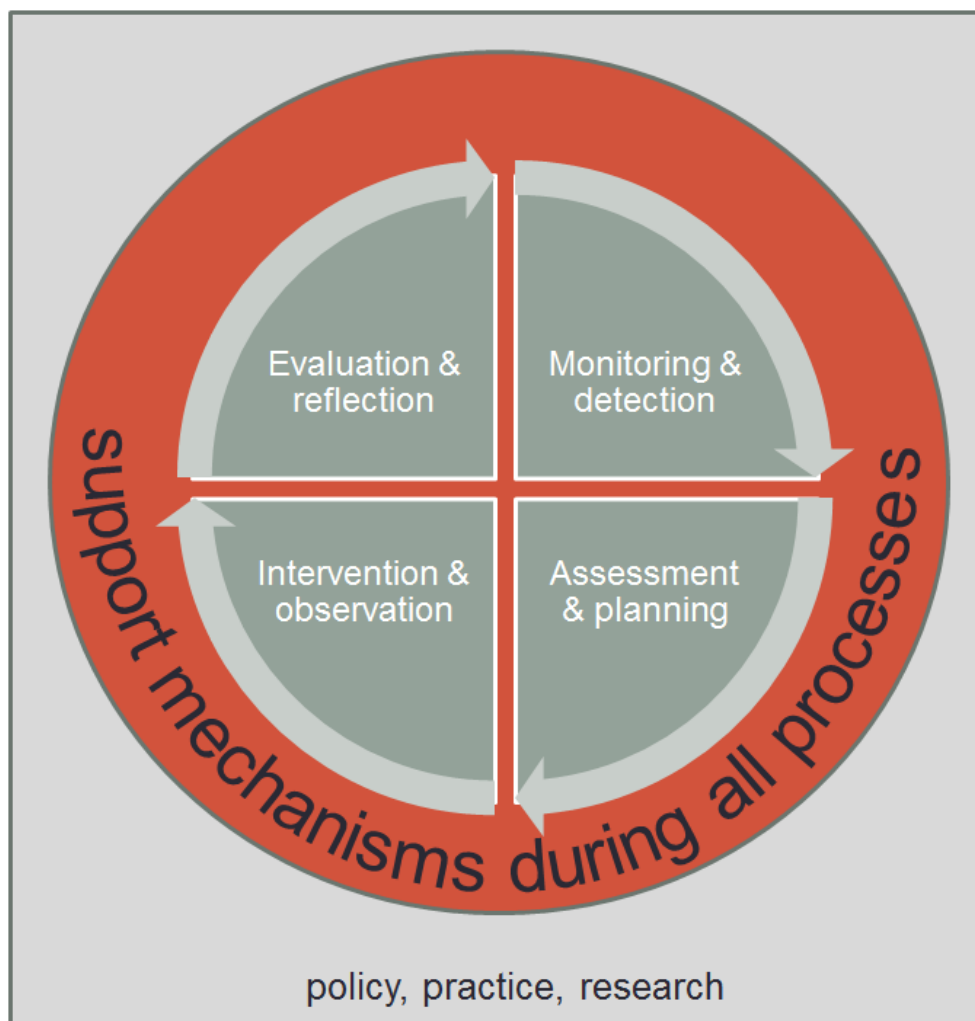 Evaluation &
reflection
Monitoring &
detection
Intervention &
observation
Assessment
& planning
support mechanisms during all processes
policy, practice, research